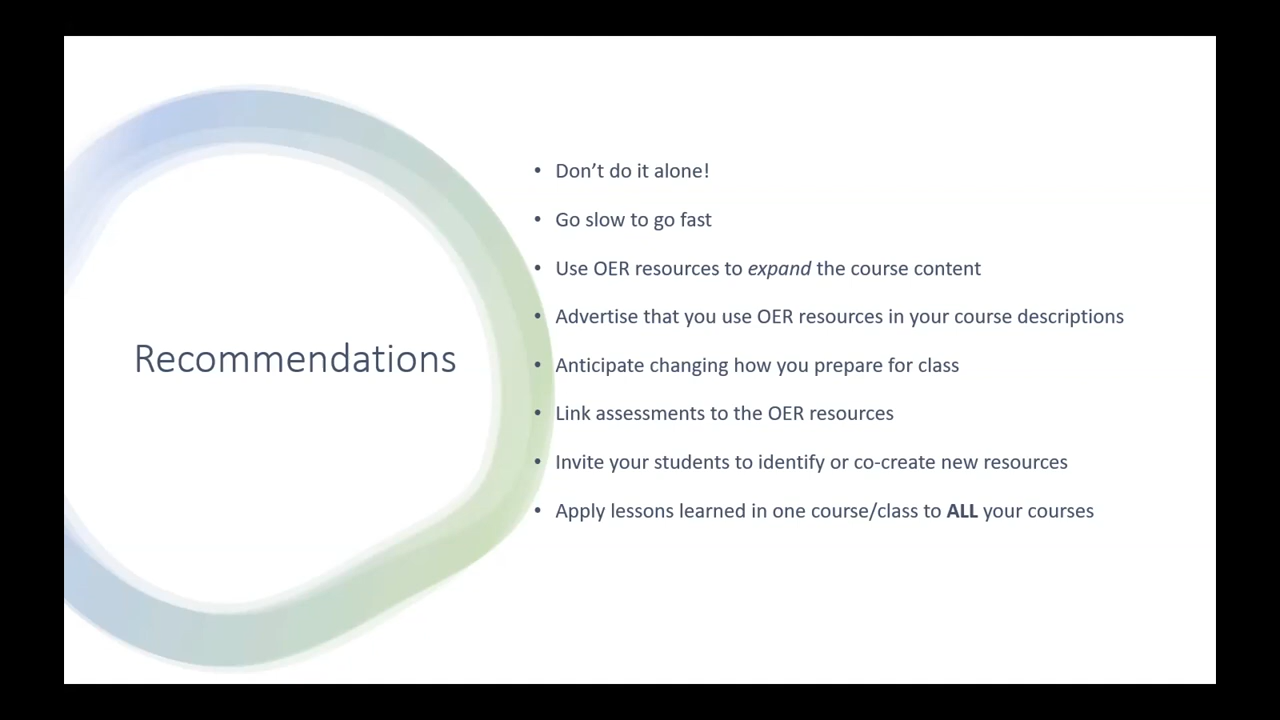 Recommendations
• Don’t do it alone!
• Go slow to go fast
• Use OER resources to expand the course content
• Advertise that you use OER resources in your course descriptions
• Anticipate changing how you prepare for class
• Link assessments to the OER resources
• Invite your students to identify or co-create new resources
• Apply lessons learned in one course/class to ALL your courses